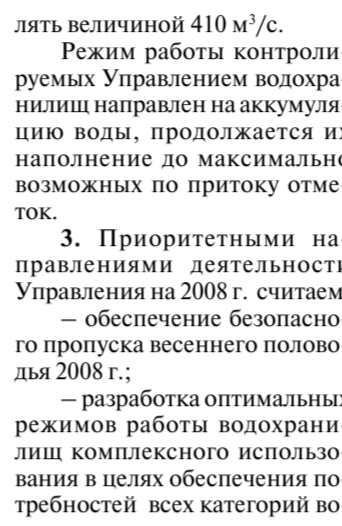 лять величиной 410 м³/с.
Режим работы контроли-
руемых Управлением водохра-
нилищ направлен на аккумуля-
цию воды, продолжается их
наполнение до максимально
возможных по притоку отме-
ток.
3. Приоритетными на-
правлениями деятельности
Управления на 2008 г. считаем:
– обеспечение безопасно-
го пропуска весеннего полово-
дья 2008 г.;
– разработка оптимальных
режимов работы водохрани-
лищ комплексного использо-
вания в целях обеспечения по-
требностей всех категорий во-